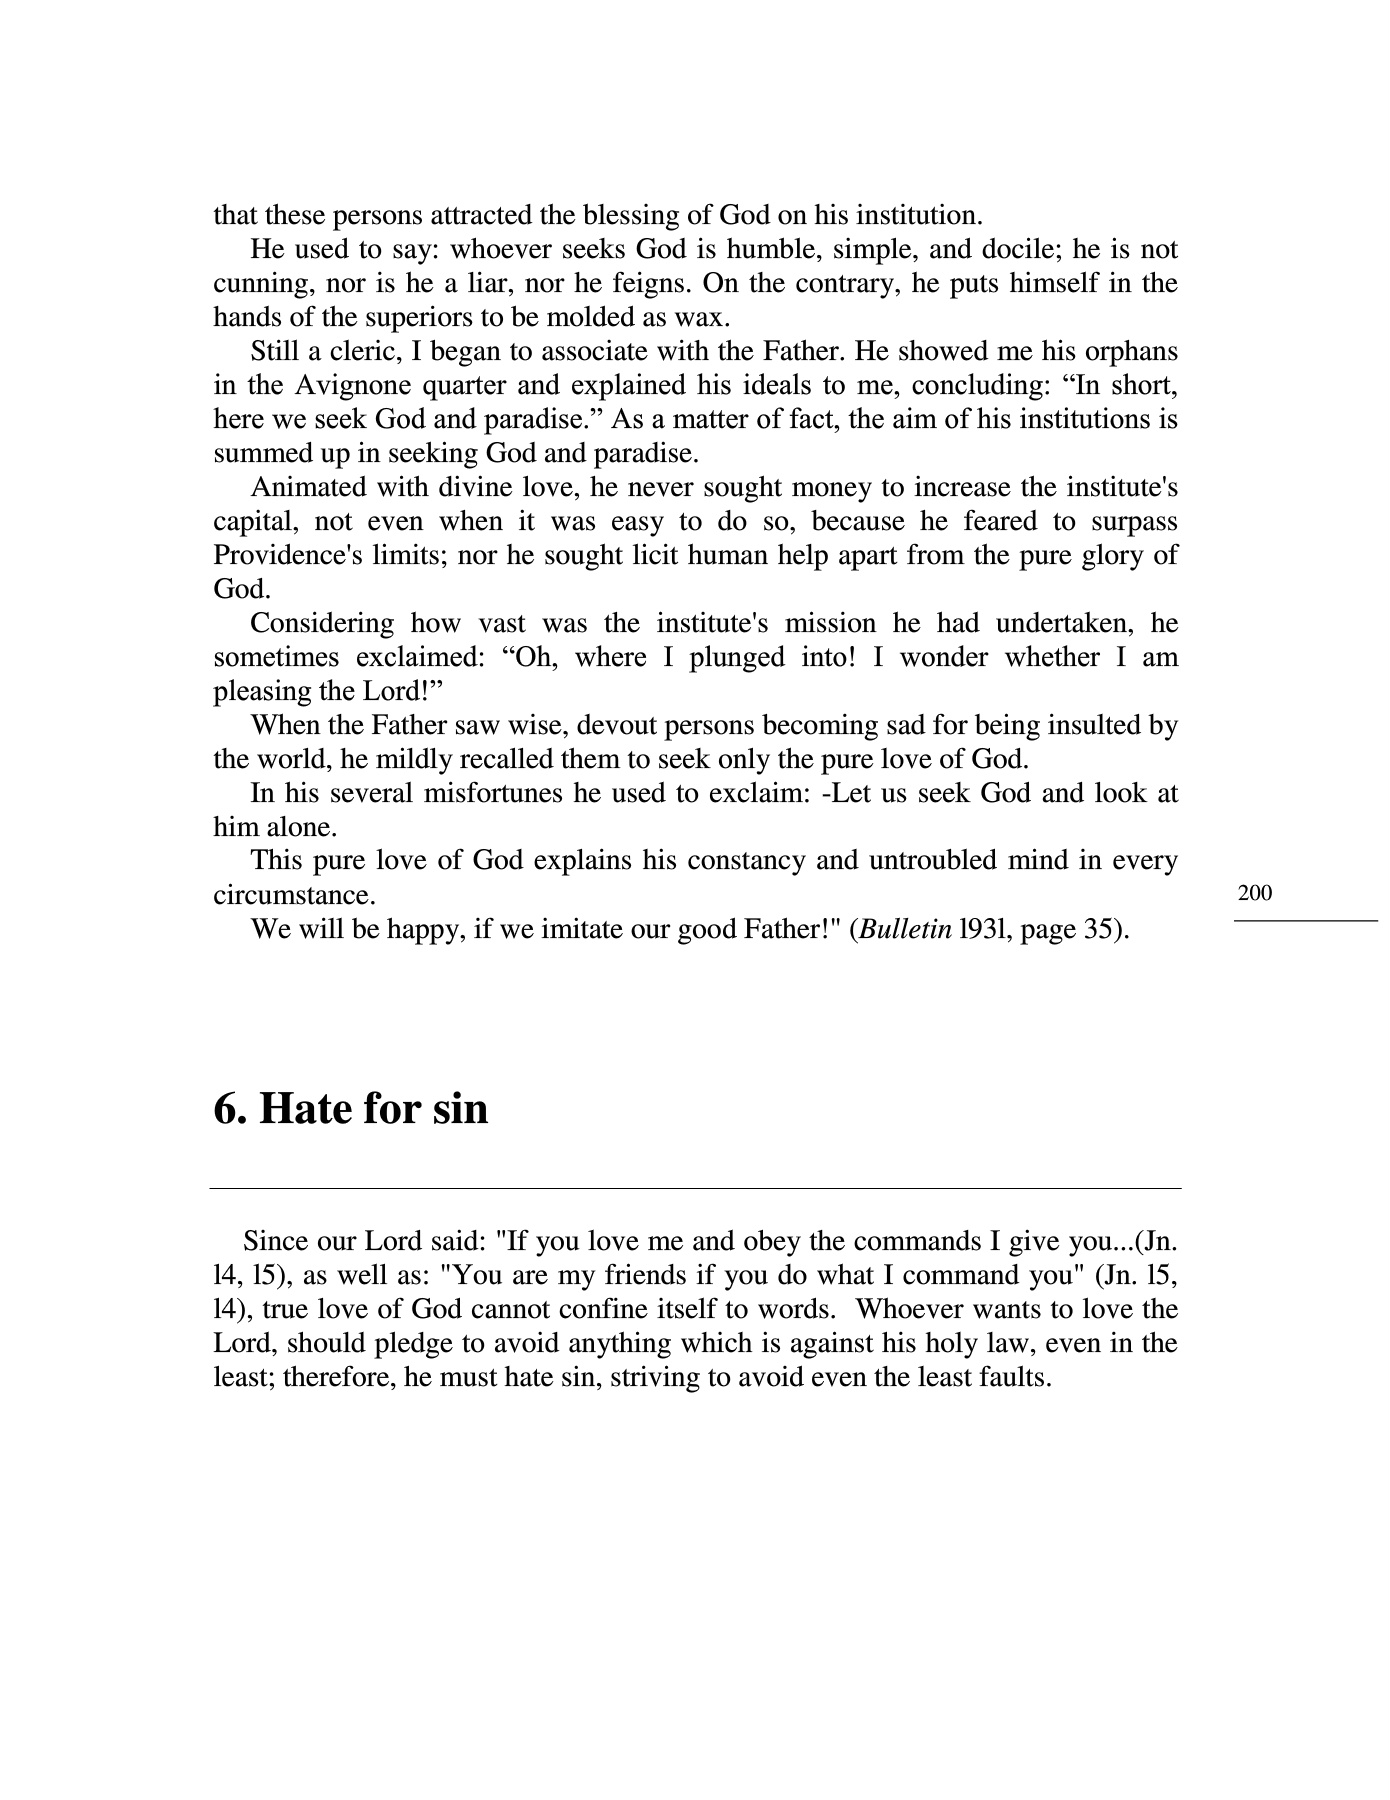 that these persons attracted the blessing of God on his institution.
He used to say: whoever seeks God is humble, simple, and docile; he is not
cunning, nor is he a liar, nor he feigns. On the contrary, he puts himself in the
hands of the superiors to be molded as wax.
Still a cleric, I began to associate with the Father. He showed me his orphans
in the Avignone quarter and explained his ideals to me, concluding: “In short,
here we seek God and paradise.” As a matter of fact, the aim of his institutions is
summed up in seeking God and paradise.
Animated with divine love, he never sought money to increase the institute's
capital, not even when it was easy to do so, because he feared to surpass
Providence's limits; nor he sought licit human help apart from the pure glory of
God.
Considering how vast was the institute's mission he had undertaken, he
sometimes exclaimed: “Oh, where I plunged into! I wonder whether I am
pleasing the Lord!”
When the Father saw wise, devout persons becoming sad for being insulted by
the world, he mildly recalled them to seek only the pure love of God.
In his several misfortunes he used to exclaim: -Let us seek God and look at
him alone.
This pure love of God explains his constancy and untroubled mind in every
circumstance.
200
We will be happy, if we imitate our good Father!" (Bulletin l93l, page 35).
6. Hate for sin
Since our Lord said: "If you love me and obey the commands I give you...(Jn.
l4, l5), as well as: "You are my friends if you do what I command you" (Jn. l5,
l4), true love of God cannot confine itself to words.  Whoever wants to love the
Lord, should pledge to avoid anything which is against his holy law, even in the
least; therefore, he must hate sin, striving to avoid even the least faults.